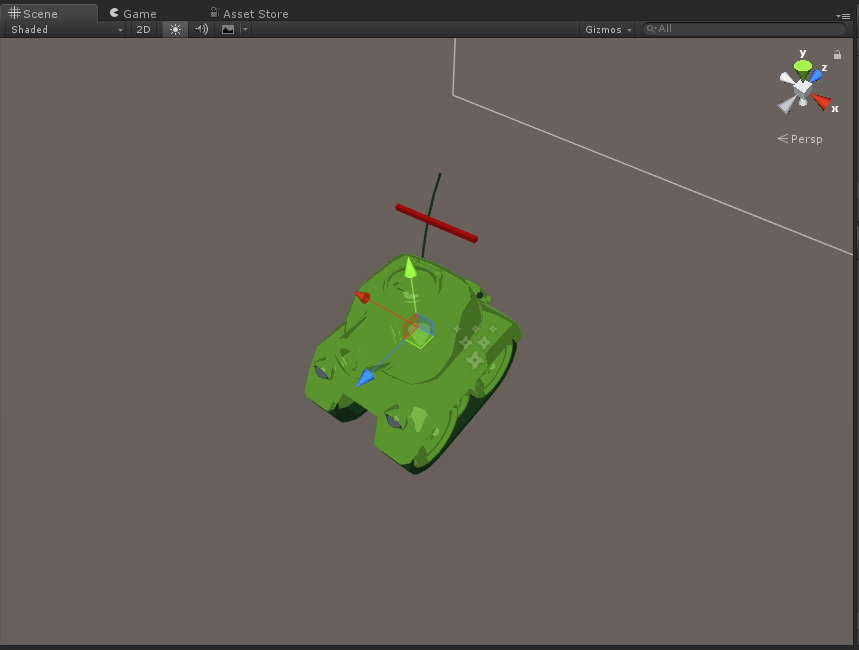 Scene Game Asset Store
Shaded 2D Gizmos All
y
z
x
Persp